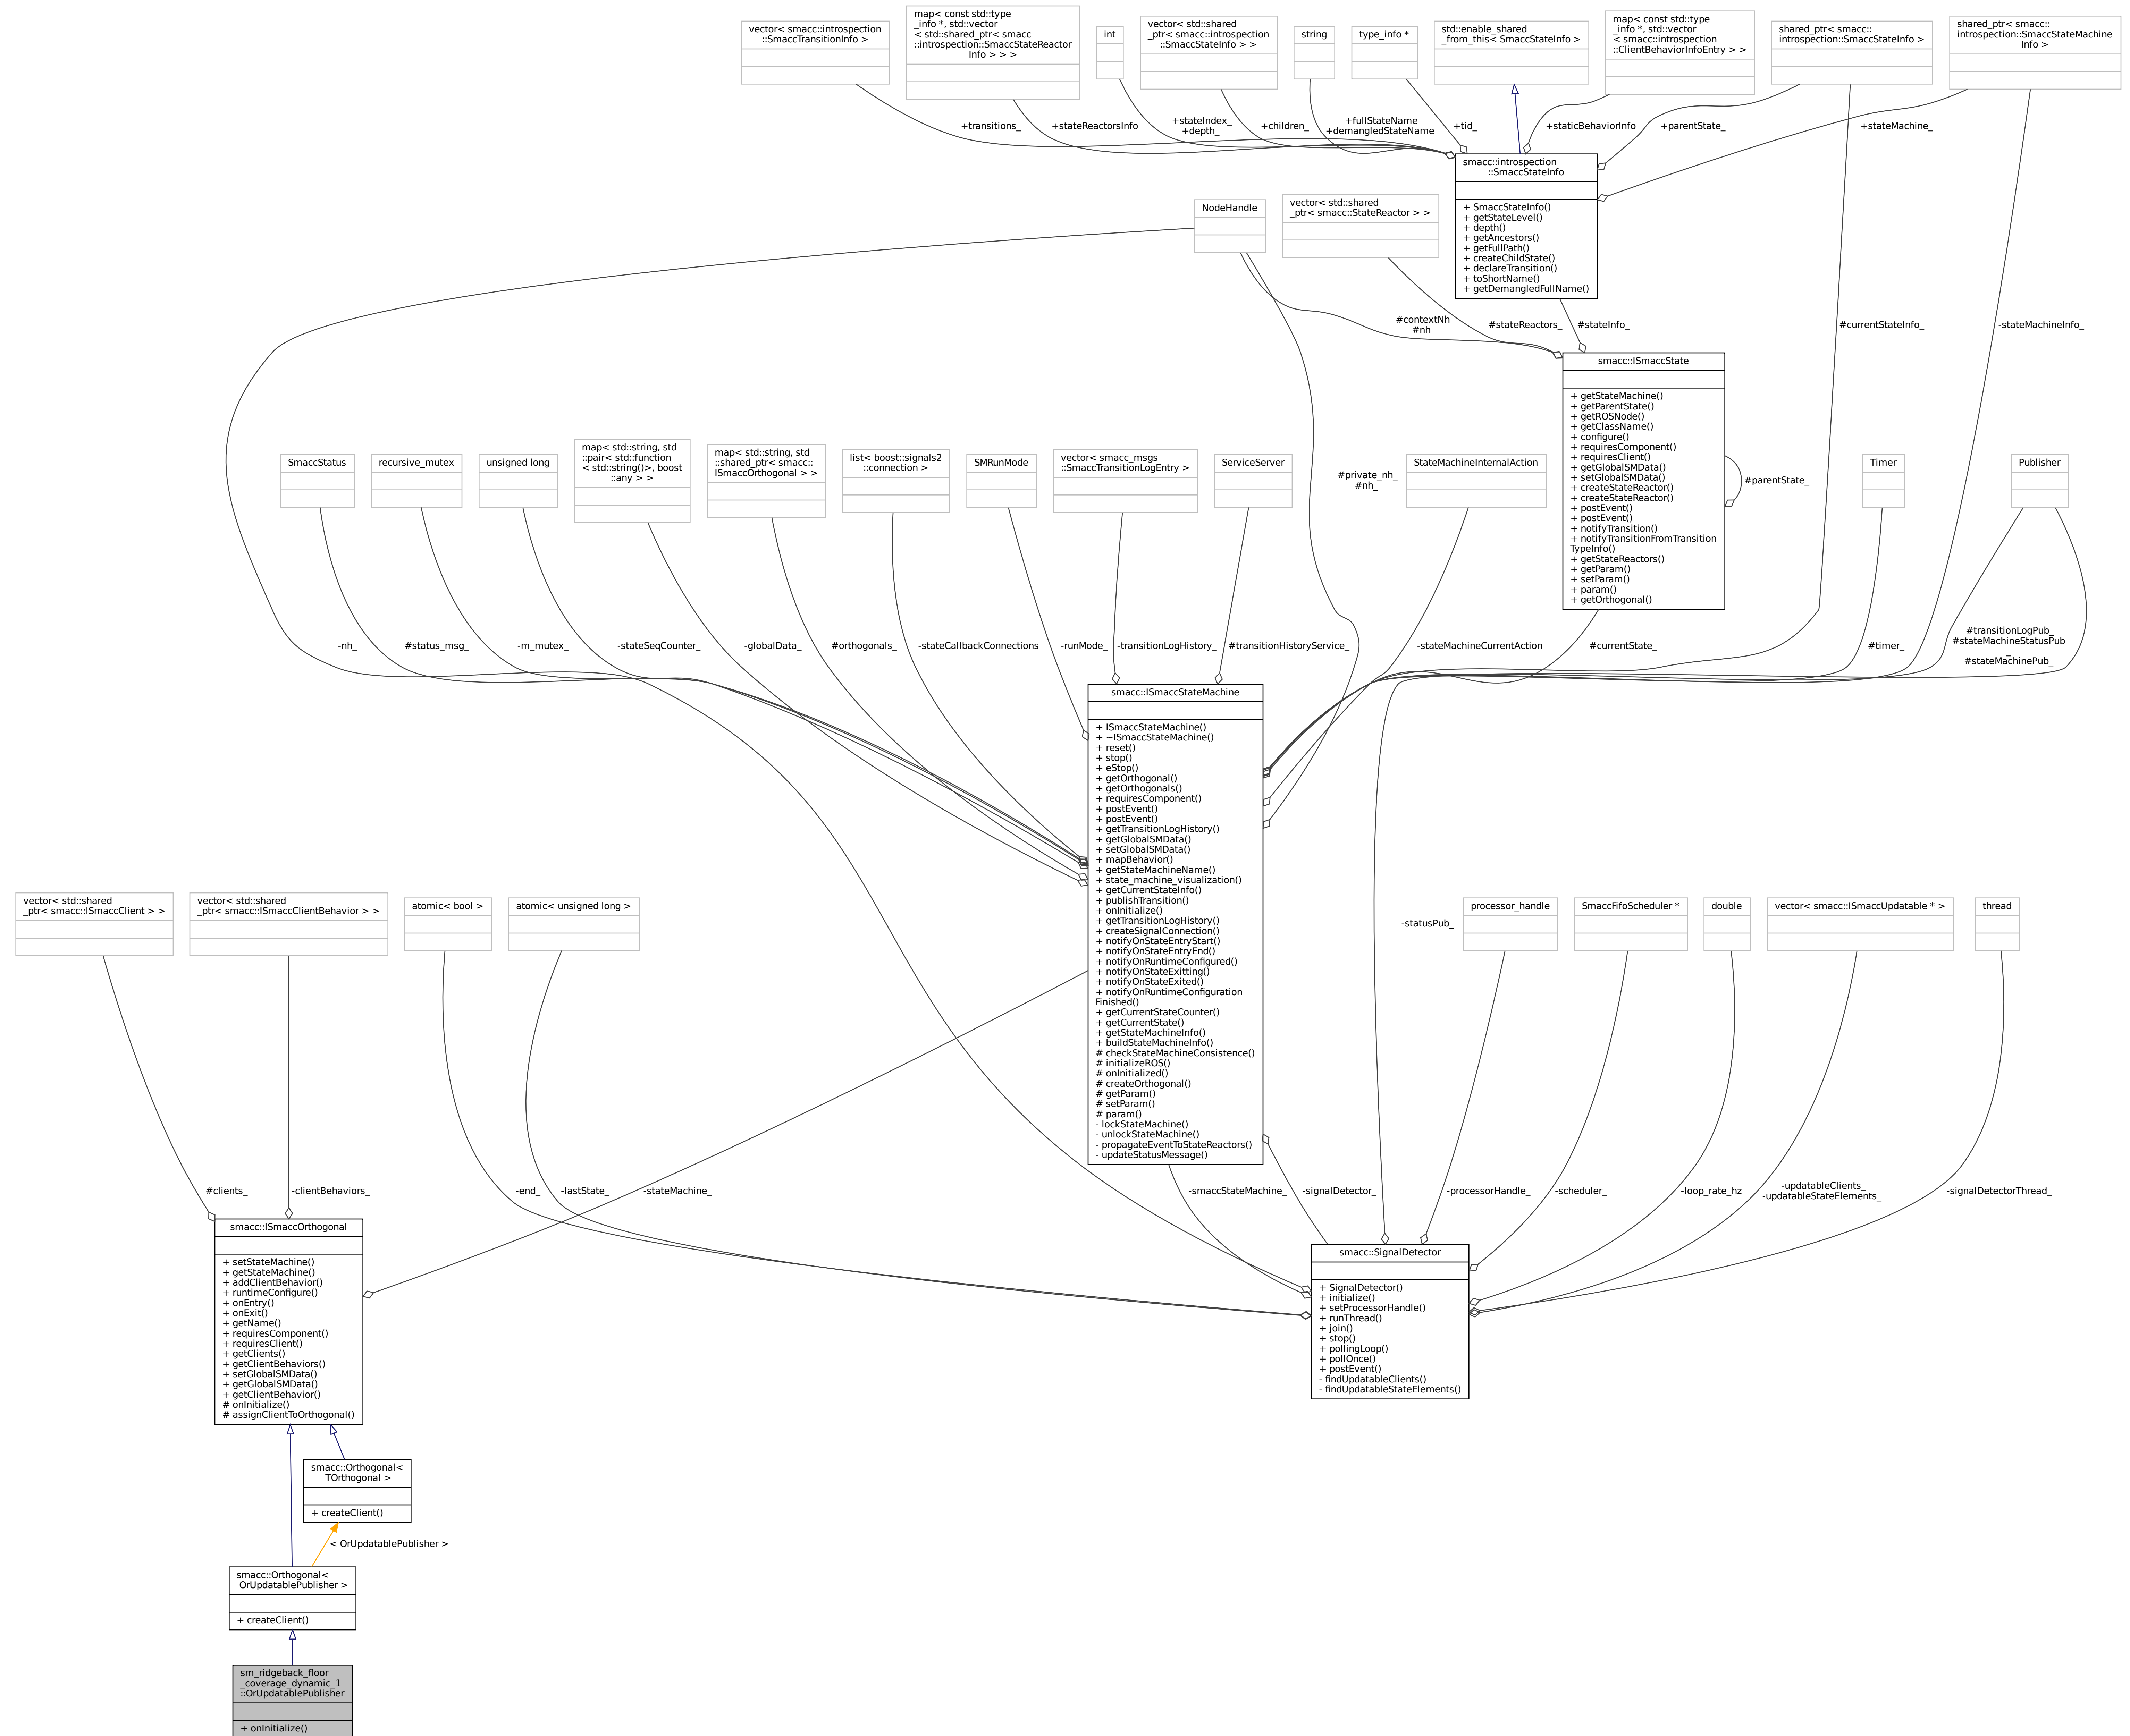 vector< smacc::introspection
::SmaccTransitionInfo >
map< const std::type
_info *, std::vector
< std::shared_ptr< smacc
::introspection::SmaccStateReactor
Info > > >
int
vector< std::shared
_ptr< smacc::introspection
::SmaccStateInfo > >
string
type_info *
std::enable_shared
_from_this< SmaccStateInfo >
map< const std::type
_info *, std::vector
< smacc::introspection
::ClientBehaviorInfoEntry > >
shared_ptr< smacc::
introspection::SmaccStateInfo >
shared_ptr< smacc::
introspection::SmaccStateMachine
Info >
+transitions_
+stateReactorsInfo
+stateIndex_
+depth_
+children_
+fullStateName
+demangledStateName
+tid_
+staticBehaviorInfo
+parentState_
+stateMachine_
smacc::introspection
::SmaccStateInfo
+ SmaccStateInfo()
+ getStateLevel()
+ depth()
+ getAncestors()
+ getFullPath()
+ createChildState()
+ declareTransition()
+ toShortName()
+ getDemangledFullName()
NodeHandle
vector< std::shared
_ptr< smacc::StateReactor > >
#contextNh
#nh
#stateReactors_
#stateInfo_
#currentStateInfo_
-stateMachineInfo_
smacc::ISmaccState
+ getStateMachine()
+ getParentState()
+ getROSNode()
+ getClassName()
+ configure()
+ requiresComponent()
+ requiresClient()
+ getGlobalSMData()
+ setGlobalSMData()
+ createStateReactor()
+ createStateReactor()
+ postEvent()
+ postEvent()
+ notifyTransition()
+ notifyTransitionFromTransition
TypeInfo()
+ getStateReactors()
+ getParam()
+ setParam()
+ param()
+ getOrthogonal()
#parentState_
SmaccStatus
recursive_mutex
unsigned long
map< std::string, std
::pair< std::function
< std::string()>, boost
::any > >
map< std::string, std
::shared_ptr< smacc::
ISmaccOrthogonal > >
list< boost::signals2
::connection >
SMRunMode
vector< smacc_msgs
::SmaccTransitionLogEntry >
ServiceServer
#private_nh_
#nh_
StateMachineInternalAction
Timer
Publisher
-nh_
#status_msg_
-m_mutex_
-stateSeqCounter_
-globalData_
#orthogonals_
-stateCallbackConnections
-runMode_
-transitionLogHistory_
#transitionHistoryService_
-stateMachineCurrentAction
#currentState_
#timer_
#transitionLogPub_
#stateMachineStatusPub
_
#stateMachinePub_
smacc::ISmaccStateMachine
+ ISmaccStateMachine()
+ ~ISmaccStateMachine()
+ reset()
+ stop()
+ eStop()
+ getOrthogonal()
+ getOrthogonals()
+ requiresComponent()
+ postEvent()
+ postEvent()
+ getTransitionLogHistory()
+ getGlobalSMData()
+ setGlobalSMData()
+ mapBehavior()
+ getStateMachineName()
+ state_machine_visualization()
+ getCurrentStateInfo()
+ publishTransition()
+ onInitialize()
+ getTransitionLogHistory()
+ createSignalConnection()
+ notifyOnStateEntryStart()
+ notifyOnStateEntryEnd()
+ notifyOnRuntimeConfigured()
+ notifyOnStateExitting()
+ notifyOnStateExited()
+ notifyOnRuntimeConfiguration
Finished()
+ getCurrentStateCounter()
+ getCurrentState()
+ getStateMachineInfo()
+ buildStateMachineInfo()
# checkStateMachineConsistence()
# initializeROS()
# onInitialized()
# createOrthogonal()
# getParam()
# setParam()
# param()
- lockStateMachine()
- unlockStateMachine()
- propagateEventToStateReactors()
- updateStatusMessage()
vector< std::shared
_ptr< smacc::ISmaccClient > >
vector< std::shared
_ptr< smacc::ISmaccClientBehavior > >
atomic< bool >
atomic< unsigned long >
-statusPub_
processor_handle
SmaccFifoScheduler *
double
vector< smacc::ISmaccUpdatable * >
thread
#clients_
-clientBehaviors_
-end_
-lastState_
-stateMachine_
-smaccStateMachine_
-signalDetector_
-processorHandle_
-scheduler_
-loop_rate_hz
-updatableClients_
-updatableStateElements_
-signalDetectorThread_
smacc::ISmaccOrthogonal
+ setStateMachine()
+ getStateMachine()
+ addClientBehavior()
+ runtimeConfigure()
+ onEntry()
+ onExit()
+ getName()
+ requiresComponent()
+ requiresClient()
+ getClients()
+ getClientBehaviors()
+ setGlobalSMData()
+ getGlobalSMData()
+ getClientBehavior()
# onInitialize()
# assignClientToOrthogonal()
smacc::SignalDetector
+ SignalDetector()
+ initialize()
+ setProcessorHandle()
+ runThread()
+ join()
+ stop()
+ pollingLoop()
+ pollOnce()
+ postEvent()
- findUpdatableClients()
- findUpdatableStateElements()
smacc::Orthogonal<
TOrthogonal >
+ createClient()
< OrUpdatablePublisher >
smacc::Orthogonal<
OrUpdatablePublisher >
+ createClient()
sm_ridgeback_floor
_coverage_dynamic_1
::OrUpdatablePublisher
+ onInitialize()